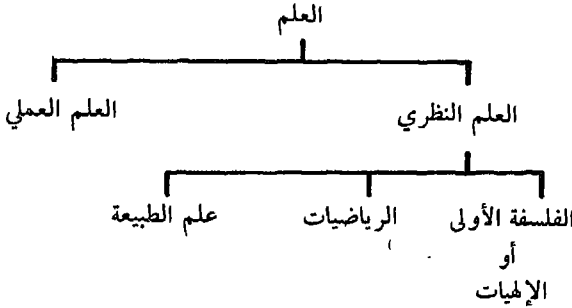 العلم
العلم النظري
العلم العملي
الفلسفة الأولى
أو
الإلهيات
الرياضيات
علم الطبيعة